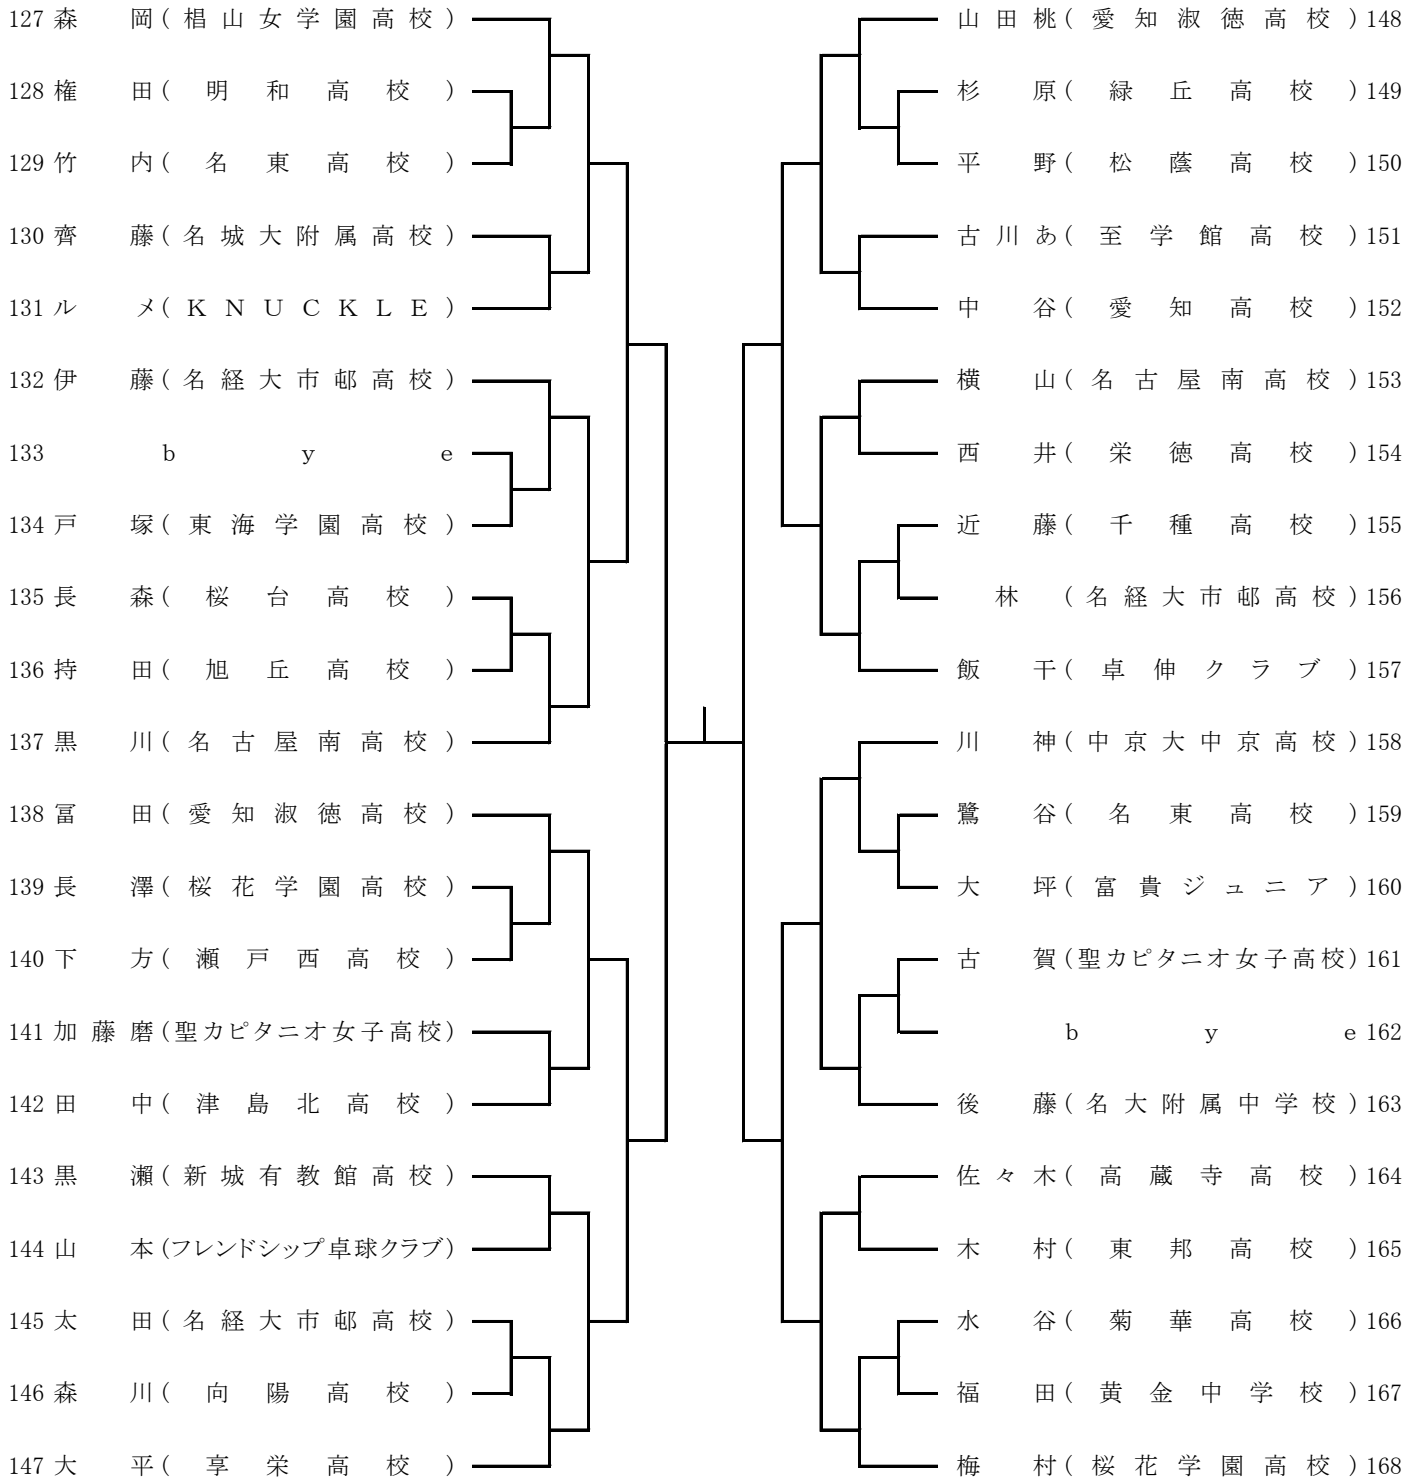 127 森岡(椙山女学園高校)
128 権田(明和高校)
129 竹内(名東高校)
130 齊藤(名城大附属高校)
131 ルメ(KNUCKLE)
132 伊藤(名経大市邨高校)
133 bye
134 戸塚(東海学園高校)
135 長森(桜台高校)
136 持田(旭丘高校)
137 黒川(名古屋南高校)
138 冨田(愛知淑徳高校)
139 長澤(桜花学園高校)
140 下方(瀬戸西高校)
141 加藤磨(聖カピタニオ女子高校)
142 田中(津島北高校)
143 黒瀬(新城有教館高校)
144 山本(フレンドシップ卓球クラブ)
145 太田(名経大市邨高校)
146 森川(向陽高校)
147 大平(享栄高校)
山田桃(愛知淑徳高校) 148
杉原(緑丘高校) 149
平野(松蔭高校) 150
古川あ(至学館高校) 151
中谷(愛知高校) 152
横山(名古屋南高校) 153
西井(栄徳高校) 154
近藤(千種高校) 155
林(名経大市邨高校) 156
飯干(卓伸クラブ) 157
川神(中京大中京高校) 158
鷺谷(名東高校) 159
大坪(富貴ジュニア) 160
古賀(聖カピタニオ女子高校) 161
bye 162
後藤(名大附属中学校) 163
佐々木(高蔵寺高校) 164
木村(東邦高校) 165
水谷(菊華高校) 166
福田(黄金中学校) 167
梅村(桜花学園高校) 168